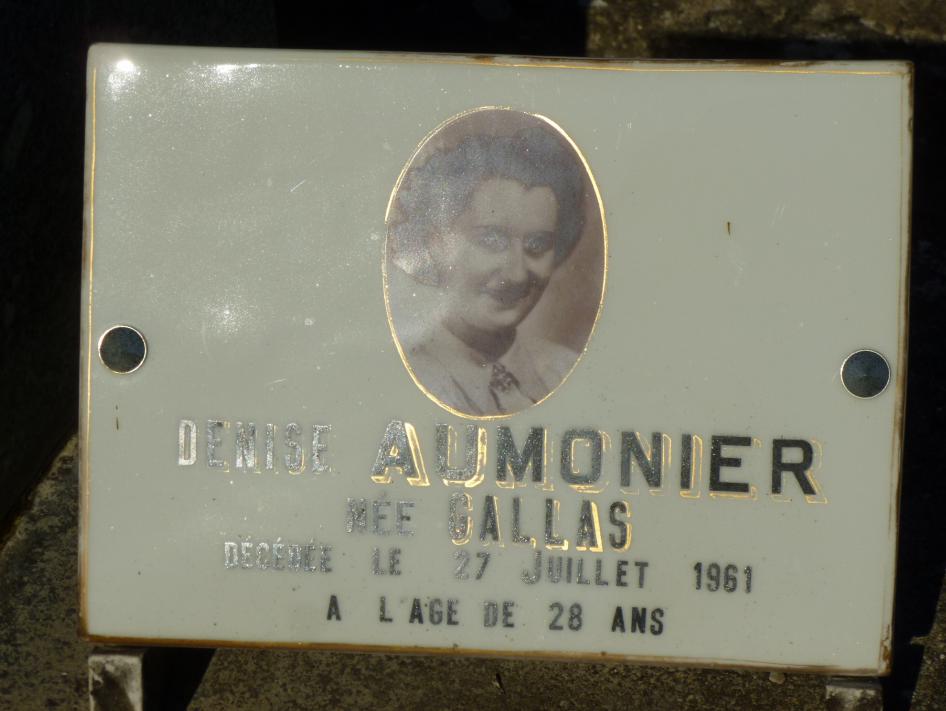 DENISE AUMONIER
NÉE GALLAS
DÉCÉDÉE LE 27 JUILLET 1961
A L'AGE DE 28 ANS